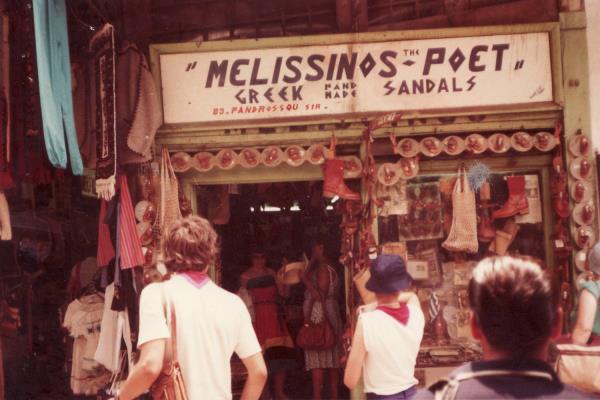 "MELISSINOS THE - POET"
GREEK HAND MADE SANDALS
89. PANDROSSOU STR.